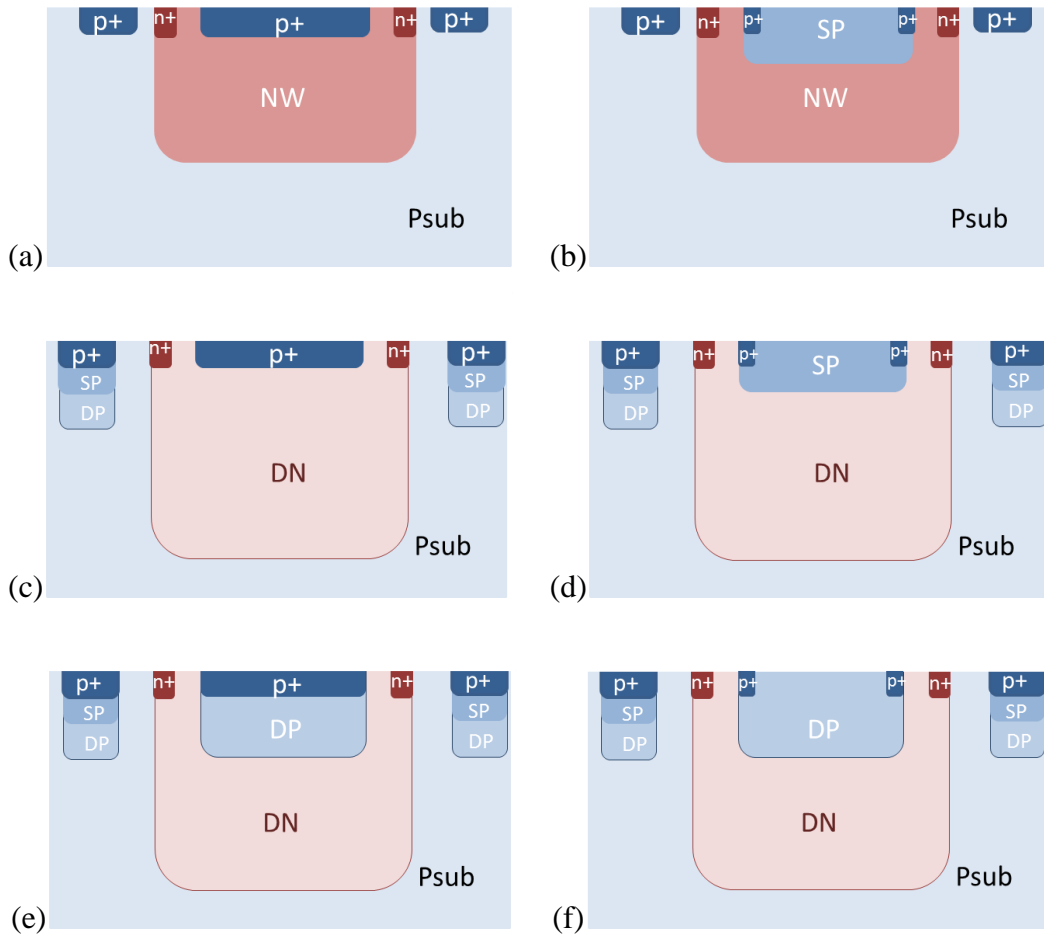 p+ n+ p+ n+ p+
NW
Psub
(a)
p+ n+ p+ SP p+ n+ p+
NW
Psub
(b)
p+ n+ p+ n+ p+
SP SP
DP DP
DN
Psub
(c)
p+ n+ p+ SP p+ n+ p+
SP SP
DP DP
DN
Psub
(d)
p+ n+ p+ n+ p+
SP SP
DP DP DP
DN
Psub
(e)
p+ n+ p+ p+ n+ p+
SP SP
DP DP DP
DN
Psub
(f)